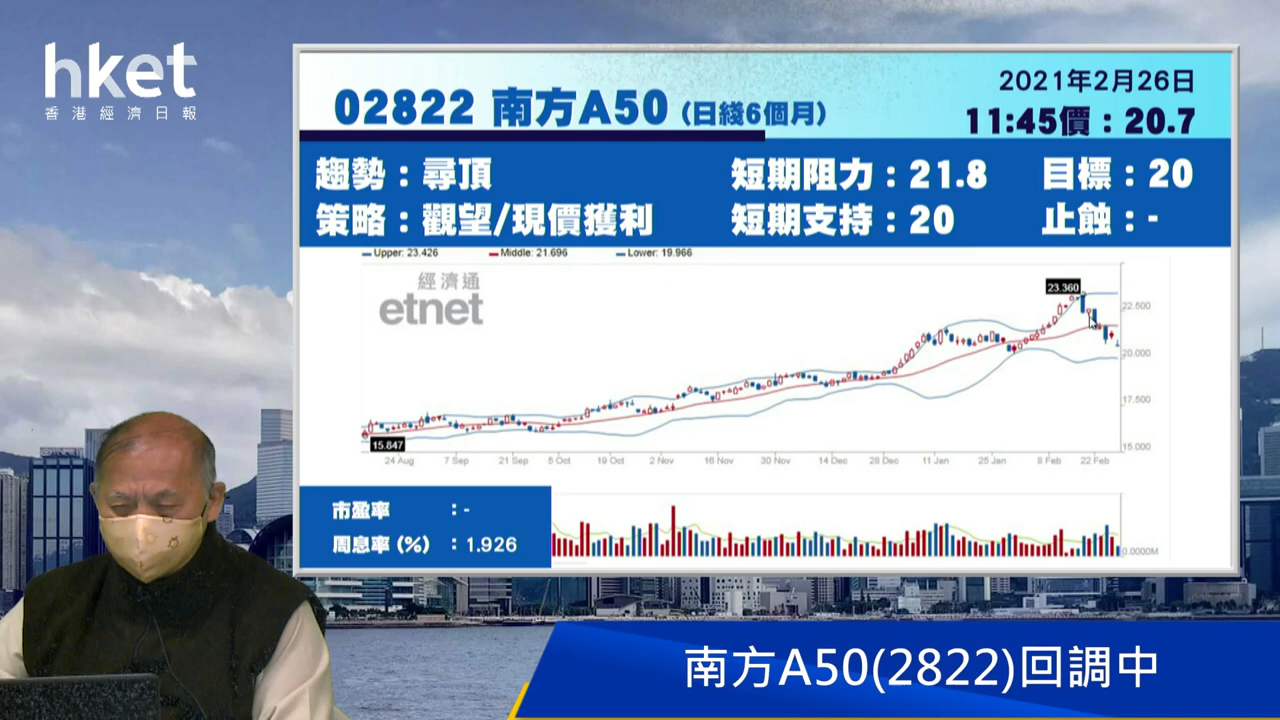 hket
香港經濟日報
02822 南方A50 (日綫6個月)
2021年2月26日
11:45價：20.7
趨勢：尋頂
短期阻力：21.8
目標：20
策略：觀望/現價獲利
短期支持：20
止蝕：-
Upper: 23.426 Middle: 21.696 Lower: 19.966
經濟通
etnet
23.360
22.500
20.000
17.500
15.847
15.000
24 Aug 7 Sep 21 Sep 5 Oct 19 Oct 2 Nov 16 Nov 30 Nov 14 Dec 28 Dec 11 Jan 25 Jan 8 Feb 22 Feb
市盈率 ：-
周息率 (%) ：1.926
0.0000M
南方A50(2822)回調中